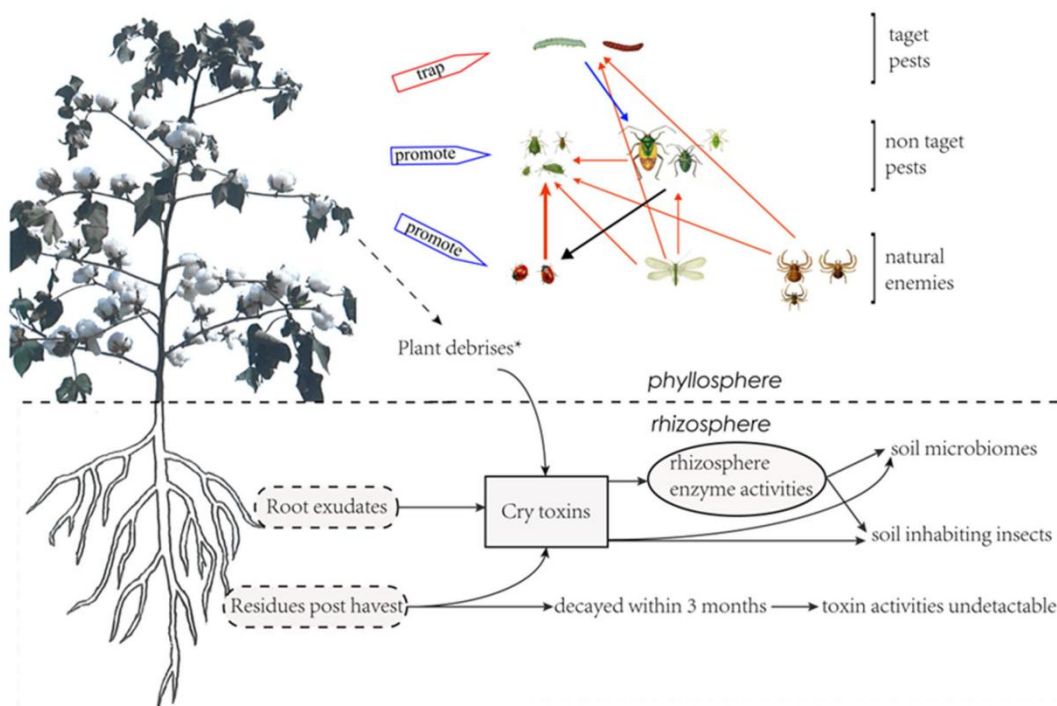 trap
taget
pests
promote
non taget
pests
promote
natural
enemies
Plant debrises*
phyllosphere
rhizosphere
rhizosphere
enzyme activities
soil microbiomes
Root exudates
Cry toxins
soil inhabiting insects
Residues post havest
decayed within 3 months
toxin activities undetactable